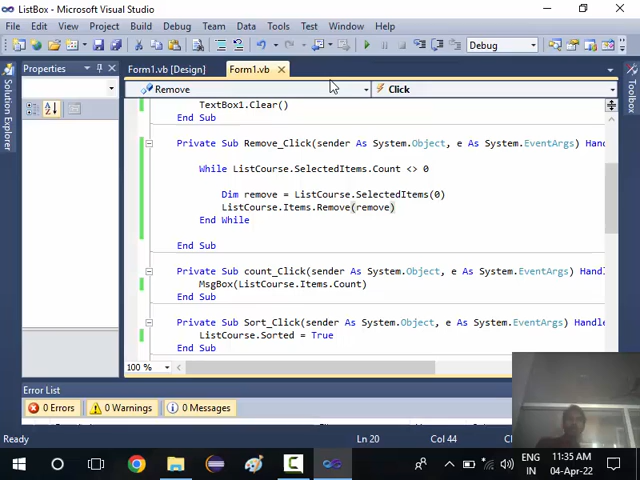 ListBox - Microsoft Visual Studio
File Edit View Project Build Debug Team Data Tools Test Window Help
Debug
Properties
Form1.vb [Design] Form1.vb
Solution Explorer
Toolbox
Remove Click
TextBox1.Clear()
End Sub
Private Sub Remove_Click(sender As System.Object, e As System.EventArgs) Handle
While ListCourse.SelectedItems.Count <> 0
Dim remove = ListCourse.SelectedItems(0)
ListCourse.Items.Remove(remove)
End While
End Sub
Private Sub count_Click(sender As System.Object, e As System.EventArgs) Handl
MsgBox(ListCourse.Items.Count)
End Sub
Private Sub Sort_Click(sender As System.Object, e As System.EventArgs) Handle
ListCourse.Sorted = True
End Sub
100 %
Error List
0 Errors 0 Warnings 0 Messages
Ready Ln 20 Col 44
ENG 11:35 AM
IN 04-Apr-22